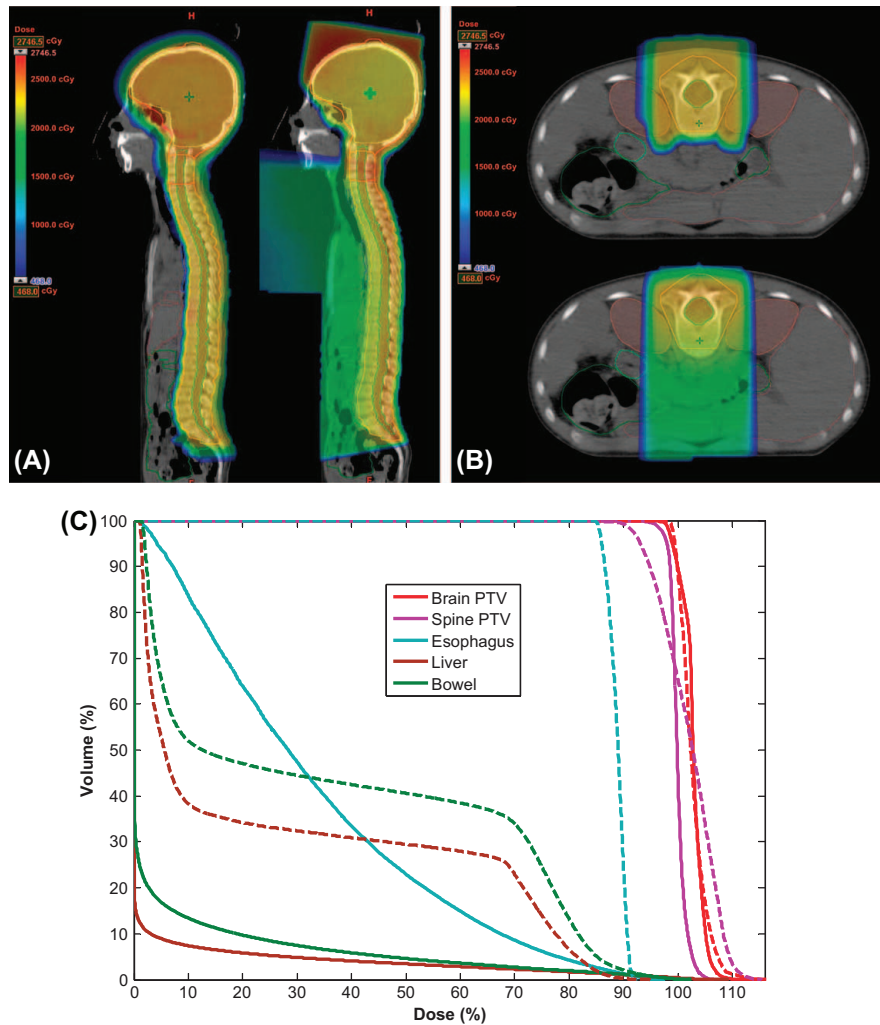 H
H
Dose
2746.5 cGy
2746.5
2500.0 cGy
2000.0 cGy
1500.0 cGy
1000.0 cGy
468.0
468.0 cGy
(A)
F
Dose
2746.5 cGy
2746.5
2500.0 cGy
2000.0 cGy
1500.0 cGy
1000.0 cGy
468.0
468.0 cGy
(B)
(C)
100
90
80
70
60
50
40
30
20
10
0
Volume (%)
Brain PTV
Spine PTV
Esophagus
Liver
Bowel
0 10 20 30 40 50 60 70 80 90 100 110
Dose (%)